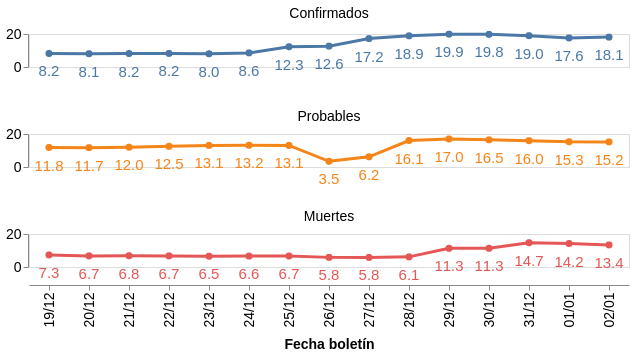 Confirmados
20
0
8.2 8.1 8.2 8.2 8.0 8.6 12.3 12.6 17.2 18.9 19.9 19.8 19.0 17.6 18.1
Probables
20
0
11.8 11.7 12.0 12.5 13.1 13.2 13.1 3.5 6.2 16.1 17.0 16.5 16.0 15.3 15.2
Muertes
20
0
7.3 6.7 6.8 6.7 6.5 6.6 6.7 5.8 5.8 6.1 11.3 11.3 14.7 14.2 13.4
19/12 20/12 21/12 22/12 23/12 24/12 25/12 26/12 27/12 28/12 29/12 30/12 31/12 01/01 02/01
Fecha boletín